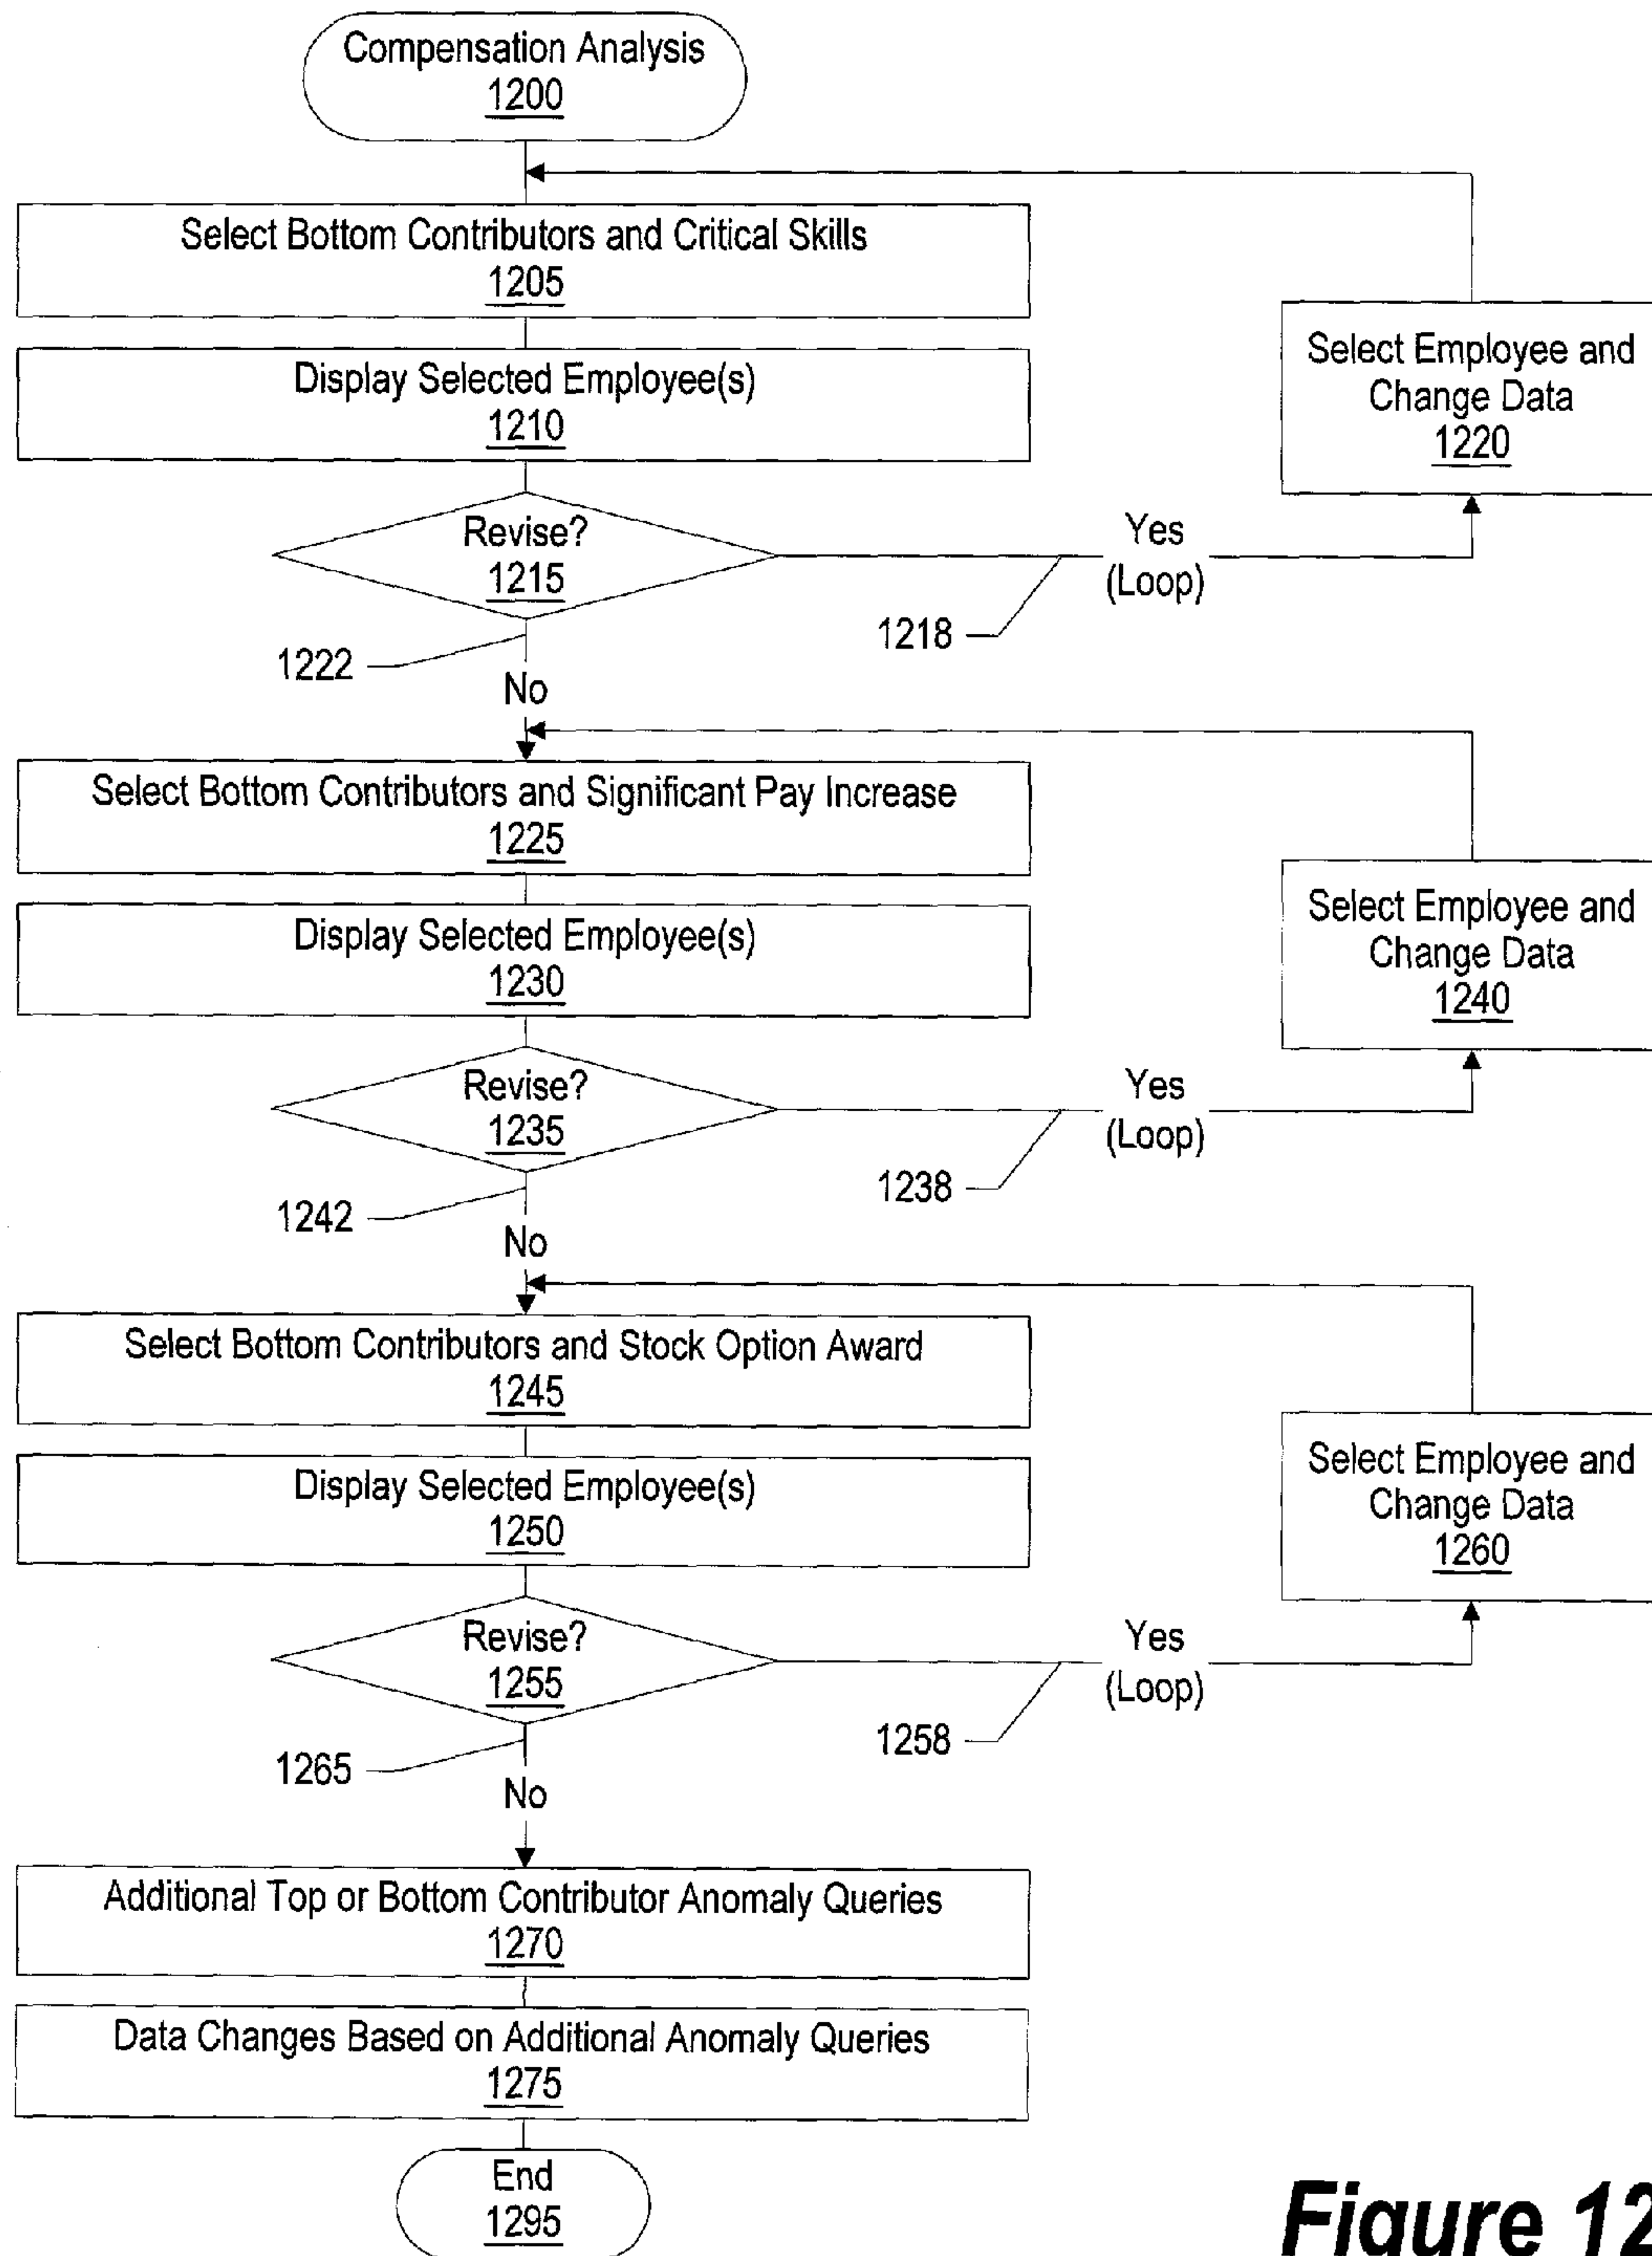 Compensation Analysis
1200
Select Bottom Contributors and Critical Skills
1205
Display Selected Employee(s)
1210
Select Employee and
Change Data
1220
Revise?
1215
Yes
(Loop)
1218
1222
No
Select Bottom Contributors and Significant Pay Increase
1225
Display Selected Employee(s)
1230
Select Employee and
Change Data
1240
Revise?
1235
Yes
(Loop)
1238
1242
No
Select Bottom Contributors and Stock Option Award
1245
Display Selected Employee(s)
1250
Select Employee and
Change Data
1260
Revise?
1255
Yes
(Loop)
1258
1265
No
Additional Top or Bottom Contributor Anomaly Queries
1270
Data Changes Based on Additional Anomaly Queries
1275
End
1295
Figure 12